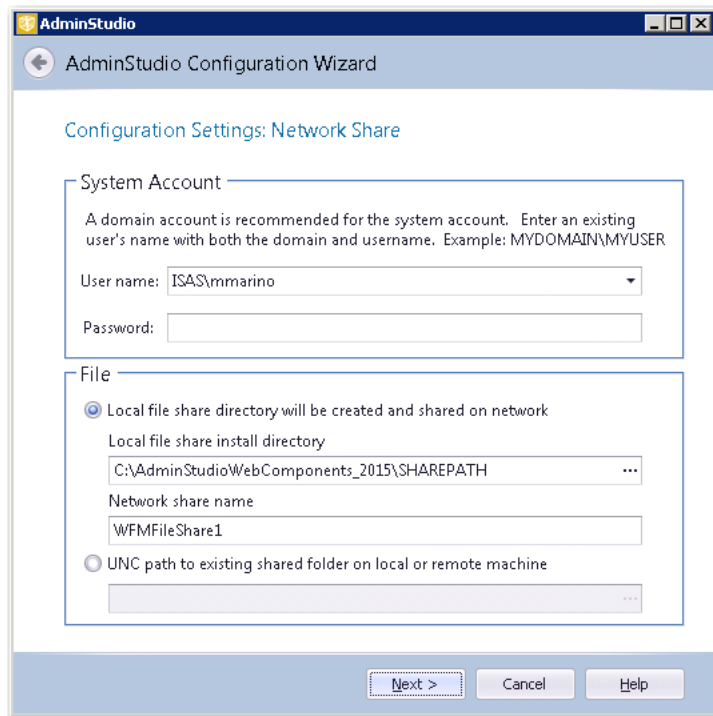 AdminStudio
AdminStudio Configuration Wizard
Configuration Settings: Network Share
System Account
A domain account is recommended for the system account. Enter an existing
user's name with both the domain and username. Example: MYDOMAIN\MYUSER
User name: ISAS\mmarino
Password:
File
Local file share directory will be created and shared on network
Local file share install directory
C:\AdminStudioWebComponents_2015\SHAREPATH ...
Network share name
WFMFileShare1
UNC path to existing shared folder on local or remote machine
...
Next > Cancel Help